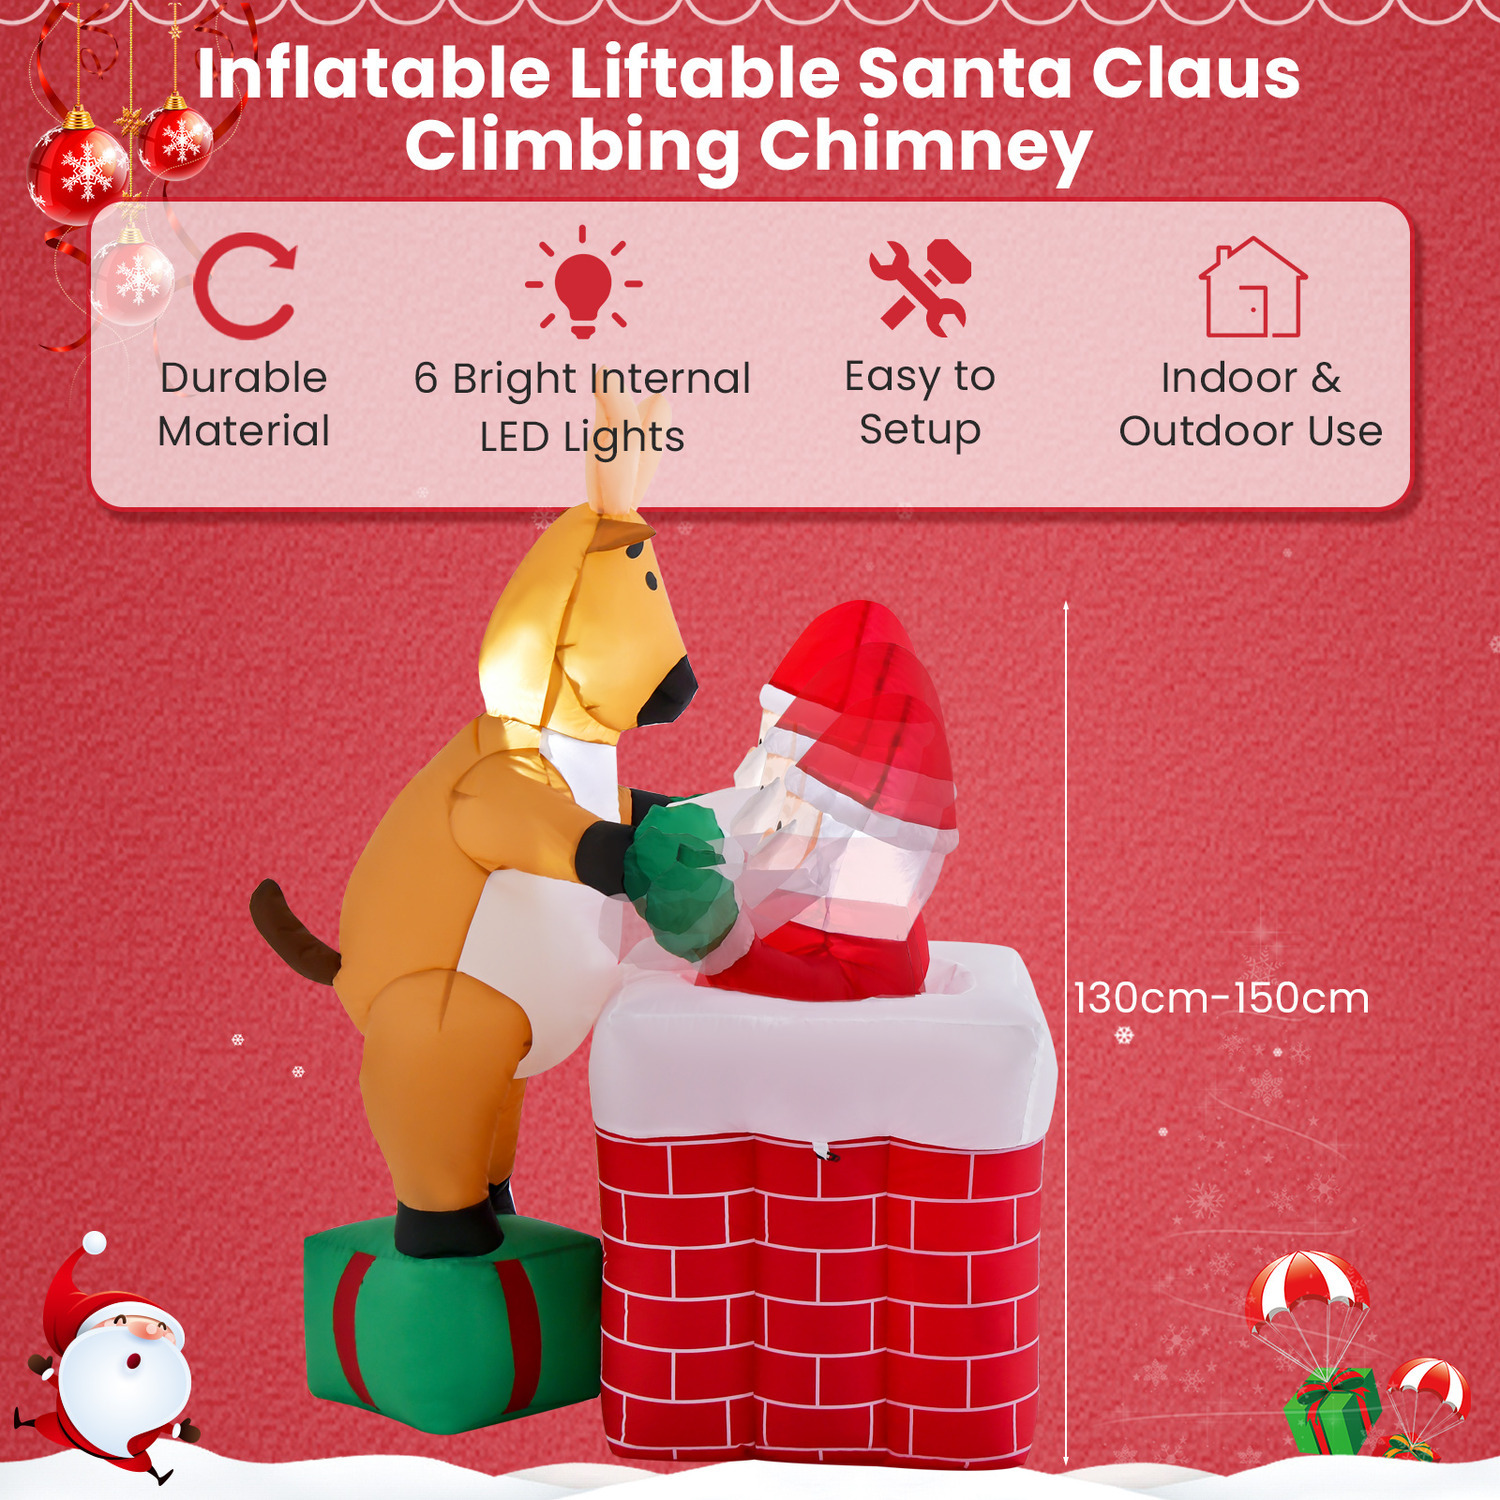 Inflatable Liftable Santa Claus
Climbing Chimney
Durable
Material
6 Bright Internal
LED Lights
Easy to
Setup
Indoor &
Outdoor Use
130cm-150cm